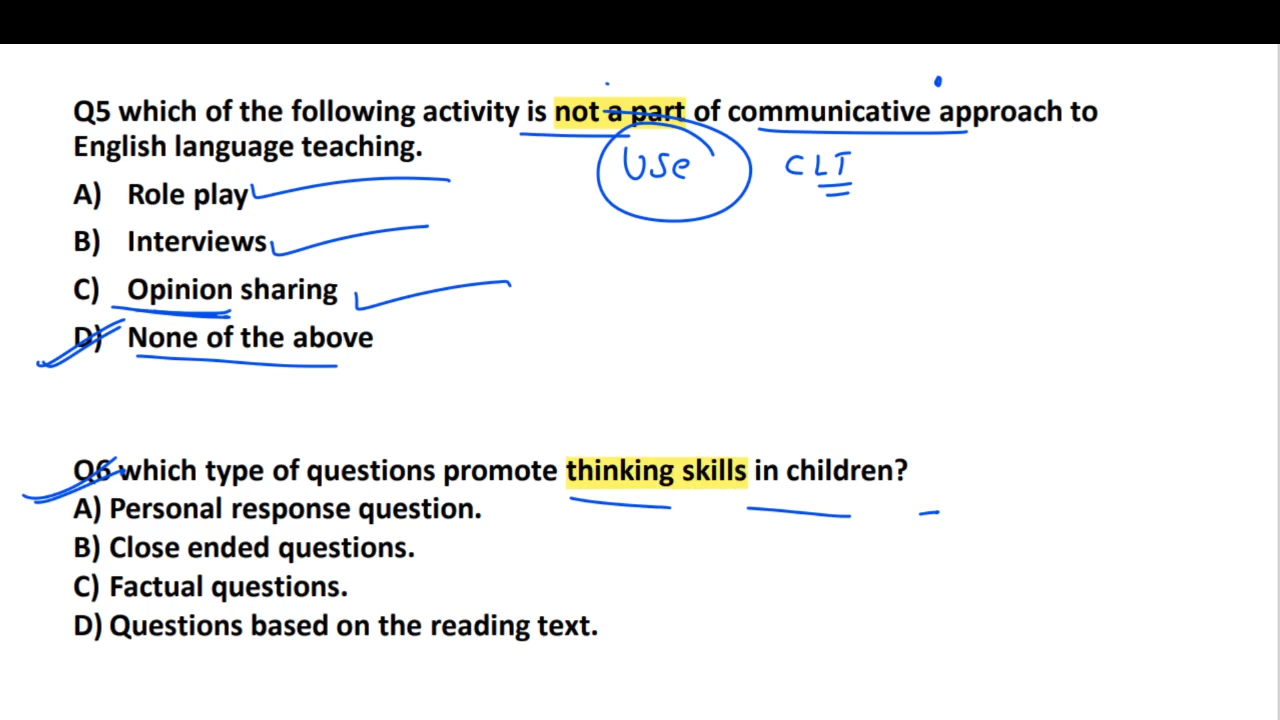 Q5 which of the following activity is not a part of communicative approach to
English language teaching.
use CLT
A) Role play
B) Interviews
C) Opinion sharing
D) None of the above
Q6 which type of questions promote thinking skills in children?
A) Personal response question.
B) Close ended questions.
C) Factual questions.
D) Questions based on the reading text.